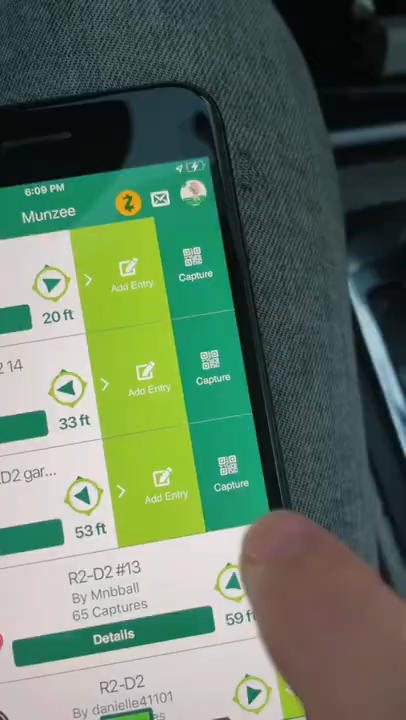 6:09 PM
Munzee
Add Entry
Capture
20 ft
14
Add Entry
Capture
33 ft
D2 gar...
Add Entry
Capture
53 ft
R2-D2 #13
By Mnbball
65 Captures
Details
59 ft
R2-D2
By danielle41101